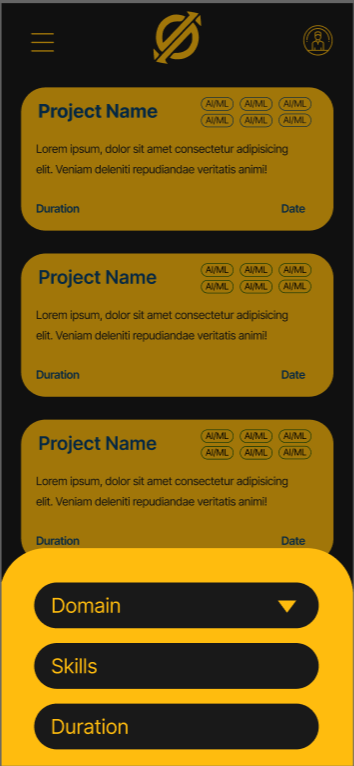 Project Name
AI/ML AI/ML AI/ML
AI/ML AI/ML AI/ML
Lorem ipsum, dolor sit amet consectetur adipisicing
elit. Veniam deleniti repudiandae veritatis animi!
Duration Date
Project Name
AI/ML AI/ML AI/ML
AI/ML AI/ML AI/ML
Lorem ipsum, dolor sit amet consectetur adipisicing
elit. Veniam deleniti repudiandae veritatis animi!
Duration Date
Project Name
AI/ML AI/ML AI/ML
AI/ML AI/ML AI/ML
Lorem ipsum, dolor sit amet consectetur adipisicing
elit. Veniam deleniti repudiandae veritatis animi!
Duration Date
Domain
Skills
Duration